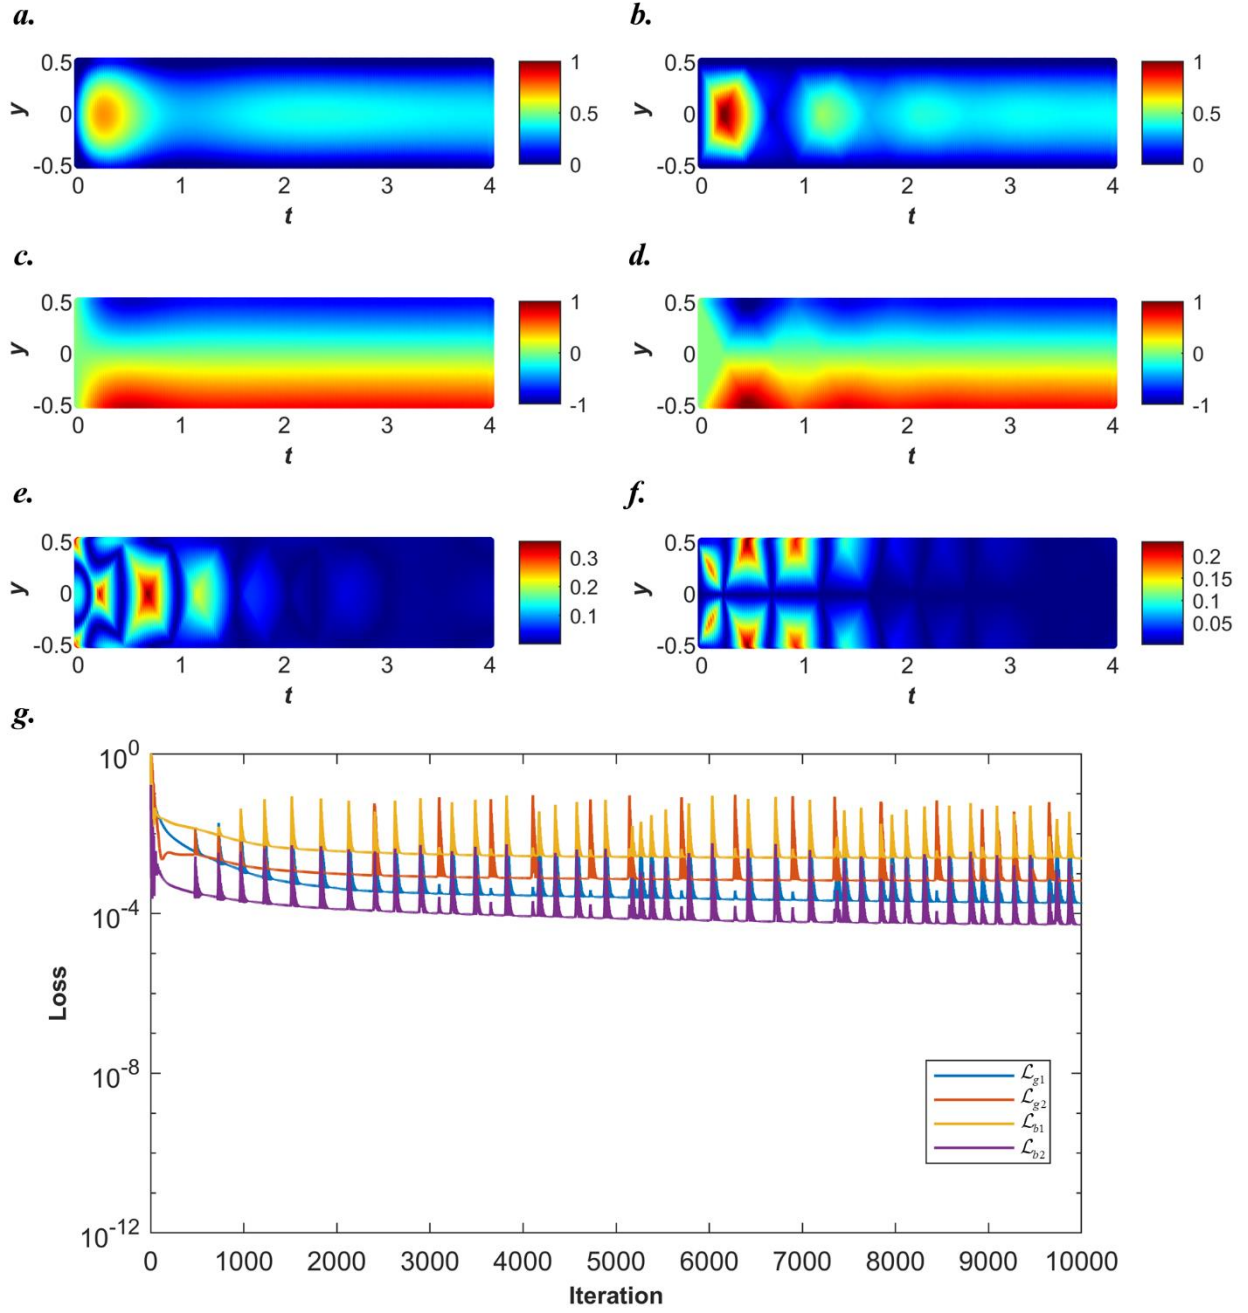 a.
b.
0.5
0
-0.5
y
0 1 2 3 4
t
1
0.5
0
0.5
0
-0.5
y
0 1 2 3 4
t
1
0.5
0
c.
d.
0.5
0
-0.5
y
0 1 2 3 4
t
1
0
-1
0.5
0
-0.5
y
0 1 2 3 4
t
1
0
-1
e.
f.
0.5
0
-0.5
y
0 1 2 3 4
t
0.3
0.2
0.1
0.5
0
-0.5
y
0 1 2 3 4
t
0.2
0.15
0.1
0.05
g.
10^0
10^-4
10^-8
10^-12
Loss
ℒ_g1
ℒ_g2
ℒ_b1
ℒ_b2
0 1000 2000 3000 4000 5000 6000 7000 8000 9000 10000
Iteration